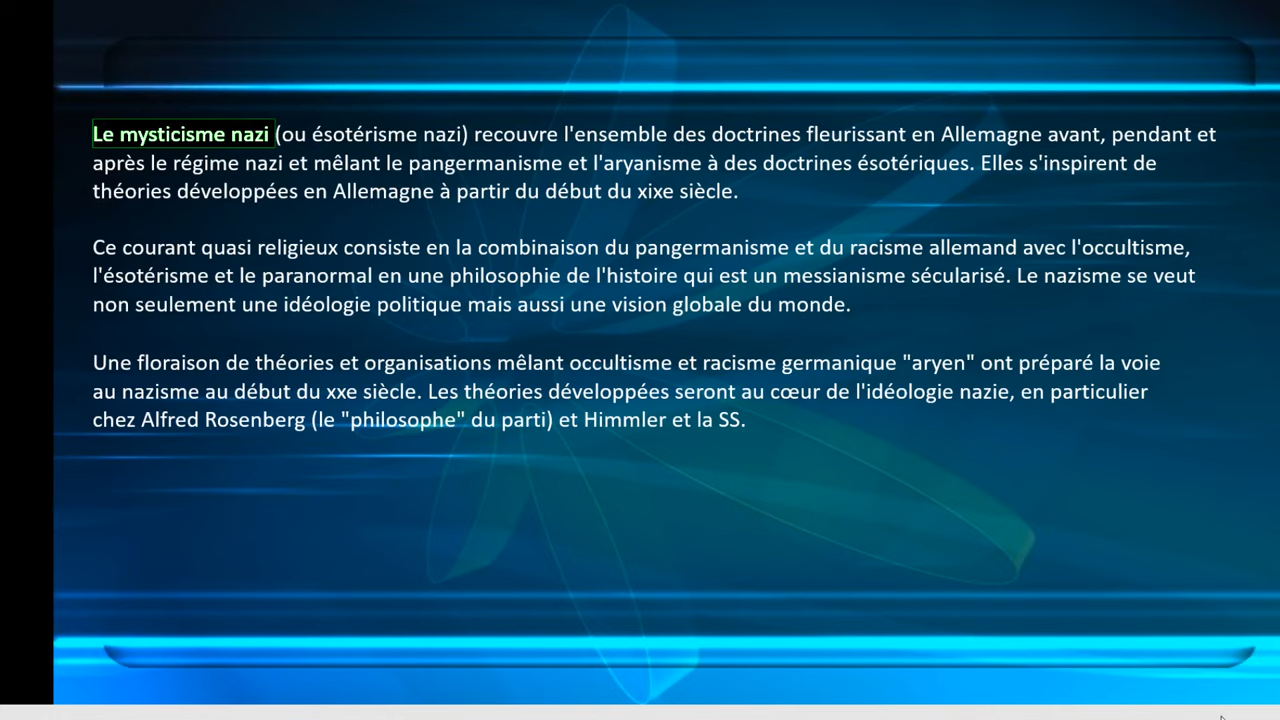 Le mysticisme nazi (ou ésotérisme nazi) recouvre l'ensemble des doctrines fleurissant en Allemagne avant, pendant et
après le régime nazi et mêlant le pangermanisme et l'aryanisme à des doctrines ésotériques. Elles s'inspirent de
théories développées en Allemagne à partir du début du xixe siècle.
Ce courant quasi religieux consiste en la combinaison du pangermanisme et du racisme allemand avec l'occultisme,
l'ésotérisme et le paranormal en une philosophie de l'histoire qui est un messianisme sécularisé. Le nazisme se veut
non seulement une idéologie politique mais aussi une vision globale du monde.
Une floraison de théories et organisations mêlant occultisme et racisme germanique "aryen" ont préparé la voie
au nazisme au début du xxe siècle. Les théories développées seront au cœur de l'idéologie nazie, en particulier
chez Alfred Rosenberg (le "philosophe" du parti) et Himmler et la SS.